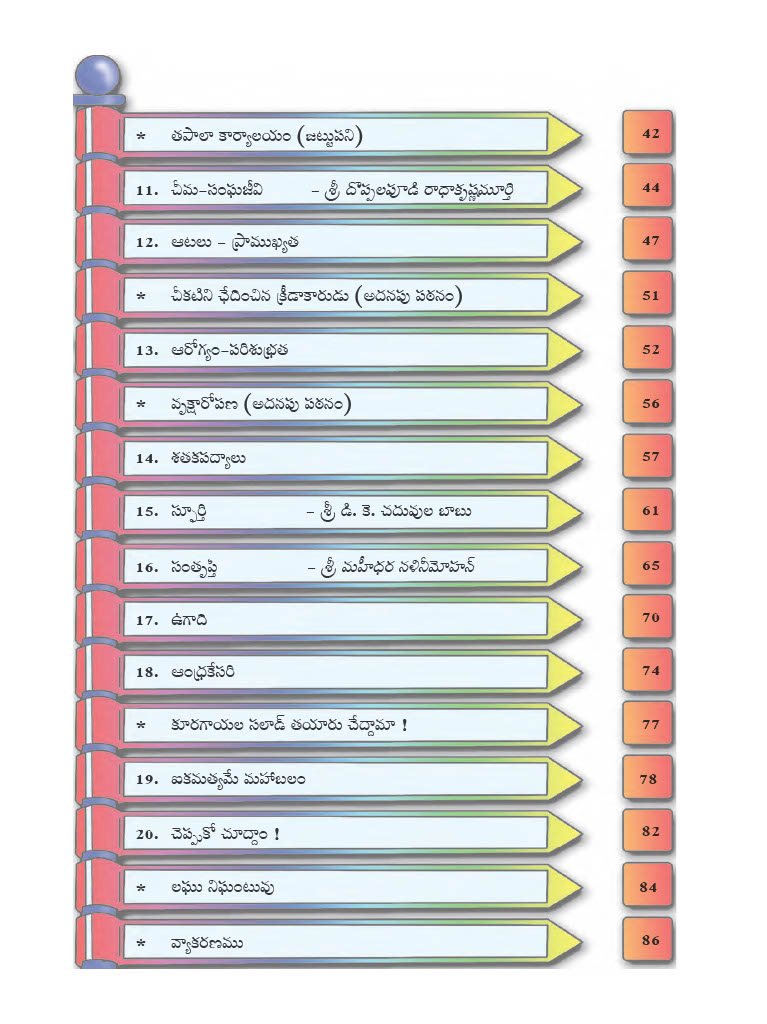 * తపాలా కార్యాలయం (జట్టుపని) 42
11. చీమ-సంఘజీవి - శ్రీ దొప్పలపూడి రాధాకృష్ణమూర్తి 44
12. ఆటలు - ప్రాముఖ్యత 47
* చీకటిని ఛేదించిన క్రీడాకారుడు (అదనపు పఠనం) 51
13. ఆరోగ్యం-పరిశుభ్రత 52
* వృక్షారోపణ (అదనపు పఠనం) 56
14. శతకపద్యాలు 57
15. స్ఫూర్తి - శ్రీ డి. కె. చదువుల బాబు 61
16. సంతృప్తి - శ్రీ మహీధర నళినీమోహన్ 65
17. ఉగాది 70
18. ఆంధ్రకేసరి 74
* కూరగాయల సలాడ్ తయారు చేద్దామా ! 77
19. ఐకమత్యమే మహాబలం 78
20. చెప్పుకో చూద్దాం ! 82
* లఘు నిఘంటువు 84
* వ్యాకరణము 86